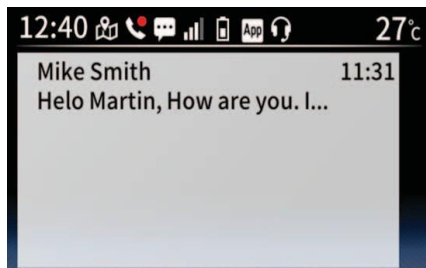 12:40 App 27°c
Mike Smith 11:31
Helo Martin, How are you. I...